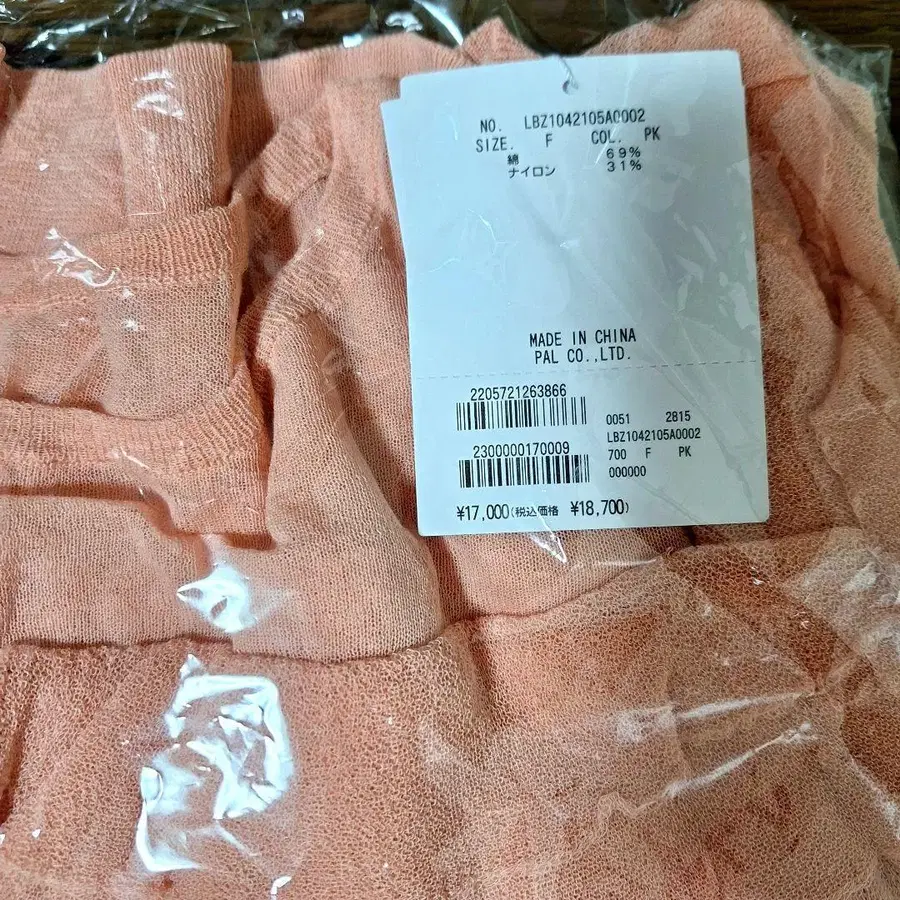 NO. LBZ1042105A0002
SIZE. F COL. PK
綿 69%
ナイロン 31%
MADE IN CHINA
PAL CO.,LTD.
2205721263866
0051 2815
LBZ1042105A0002
2300000170009
700 F PK
000000
¥17,000(税込価格 ¥18,700)